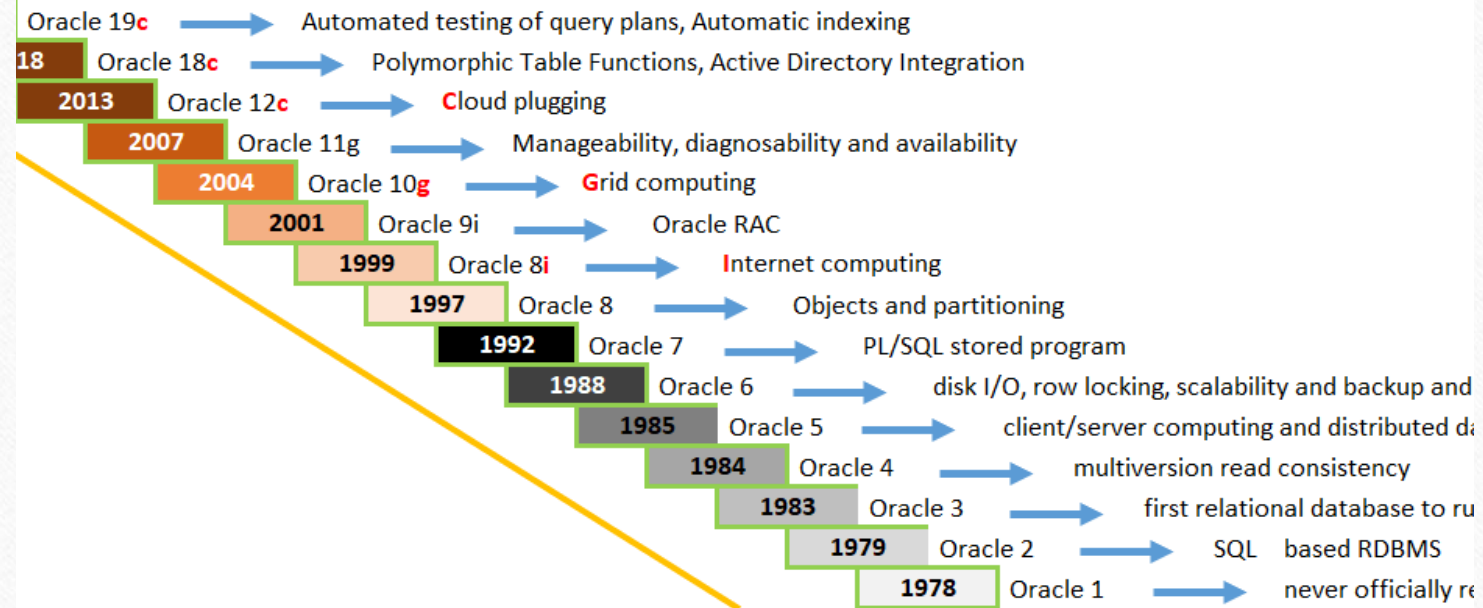 Oracle 19c Automated testing of query plans, Automatic indexing
18 Oracle 18c Polymorphic Table Functions, Active Directory Integration
2013 Oracle 12c Cloud plugging
2007 Oracle 11g Manageability, diagnosability and availability
2004 Oracle 10g Grid computing
2001 Oracle 9i Oracle RAC
1999 Oracle 8i Internet computing
1997 Oracle 8 Objects and partitioning
1992 Oracle 7 PL/SQL stored program
1988 Oracle 6 disk I/O, row locking, scalability and backup and
1985 Oracle 5 client/server computing and distributed
1984 Oracle 4 multiversion read consistency
1983 Oracle 3 first relational database to
1979 Oracle 2 SQL based RDBMS
1978 Oracle 1 never officially